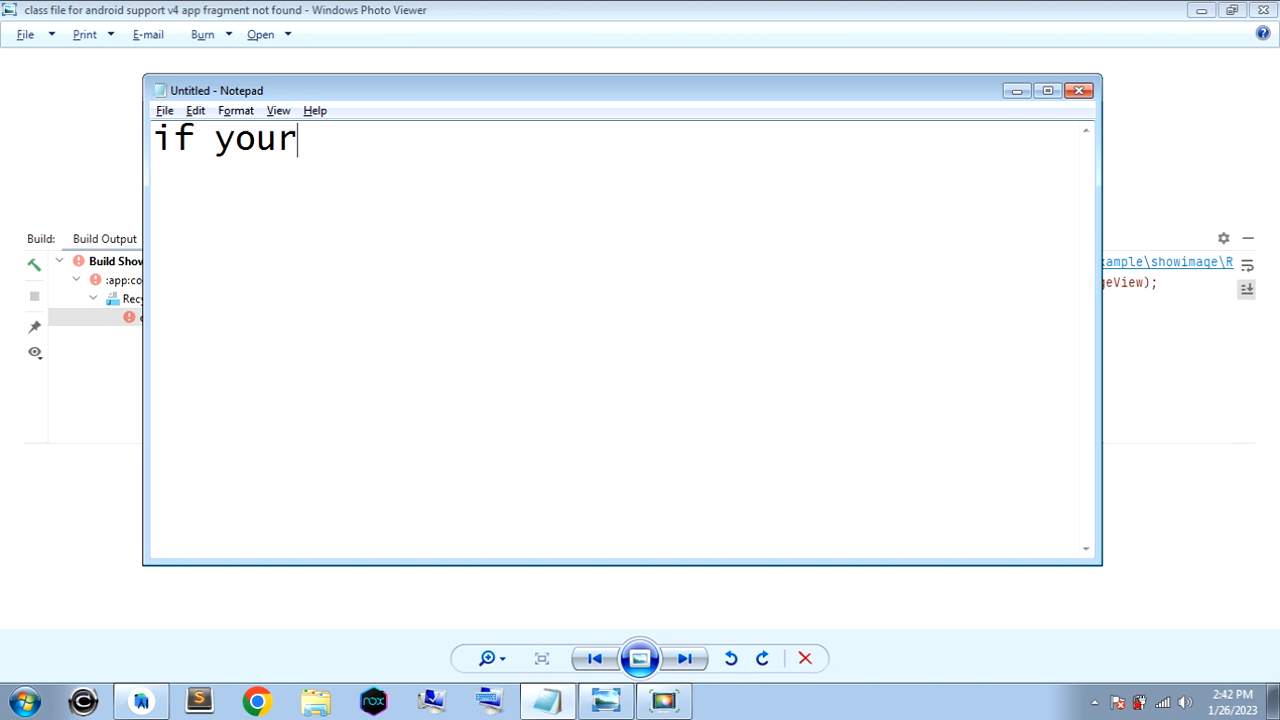 class file for android support v4 app fragment not found - Windows Photo Viewer
File Print E-mail Burn Open
Untitled - Notepad
File Edit Format View Help
if your
Build: Build Output
Build Show
:app:co
ample\showimage\R
geView);
nox
2:42 PM
1/26/2023